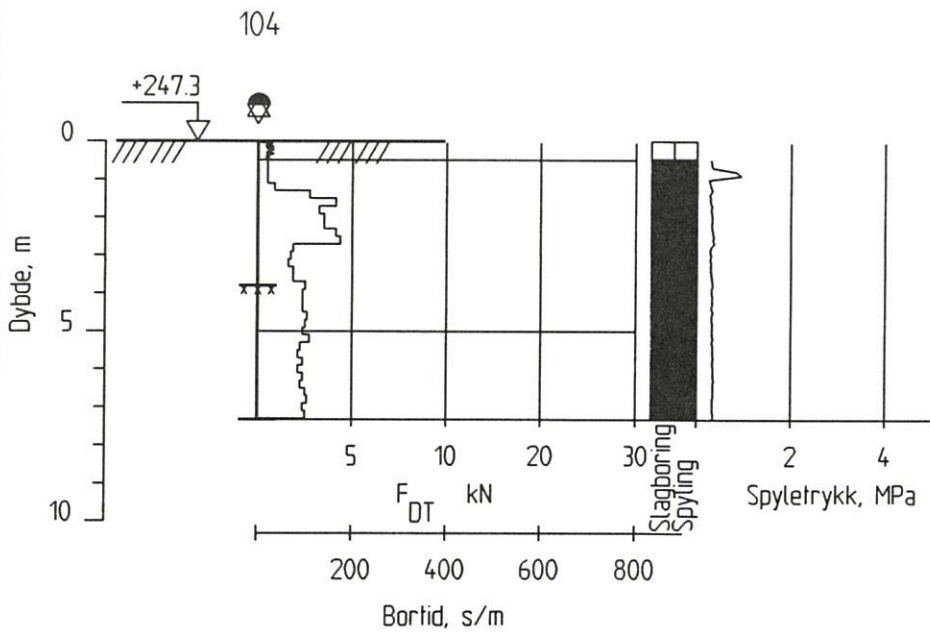 104
+247.3
0
5
10
Dybde, m
5 10 20 30
F DT kN
Slagboring
Spyling
2 4
Spyletrykk, MPa
200 400 600 800
Bortid, s/m